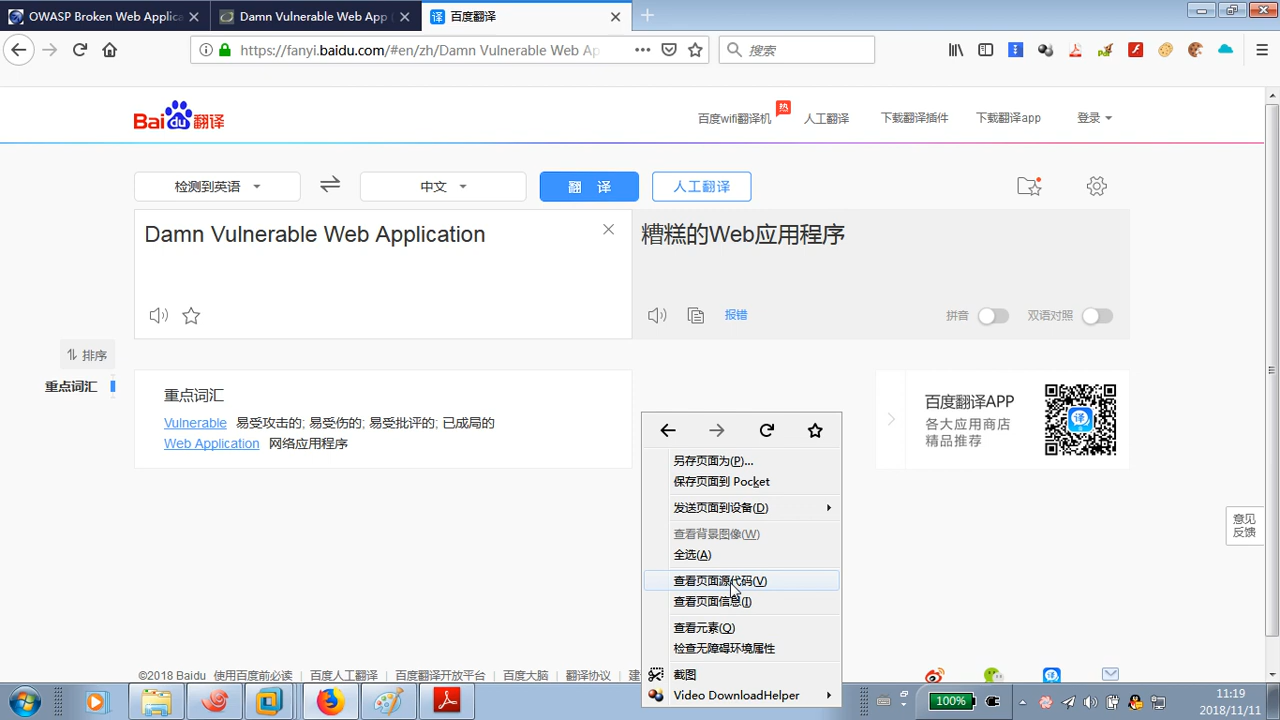 OWASP Broken Web Applica
Damn Vulnerable Web App
百度翻译
https://fanyi.baidu.com/#en/zh/Damn Vulnerable Web Ap
搜索
Bai du 翻译
百度wifi翻译机
热
人工翻译
下载翻译插件
下载翻译app
登录
检测到英语
中文
翻 译
人工翻译
Damn Vulnerable Web Application
糟糕的Web应用程序
报错
拼音
双语对照
排序
重点词汇
重点词汇
Vulnerable 易受攻击的; 易受伤的; 易受批评的; 已成局的
Web Application 网络应用程序
百度翻译APP
各大应用商店
精品推荐
译
意见
反馈
另存页面为(P)...
保存页面到 Pocket
发送页面到设备(D)
查看背景图像(W)
全选(A)
查看页面源代码(V)
查看页面信息(I)
查看元素(Q)
检查无障碍环境属性
截图
Video DownloadHelper
©2018 Baidu 使用百度前必读 | 百度人工翻译 | 百度翻译开放平台 | 百度大脑 | 翻译协议 | 建
100%
11:19
2018/11/11